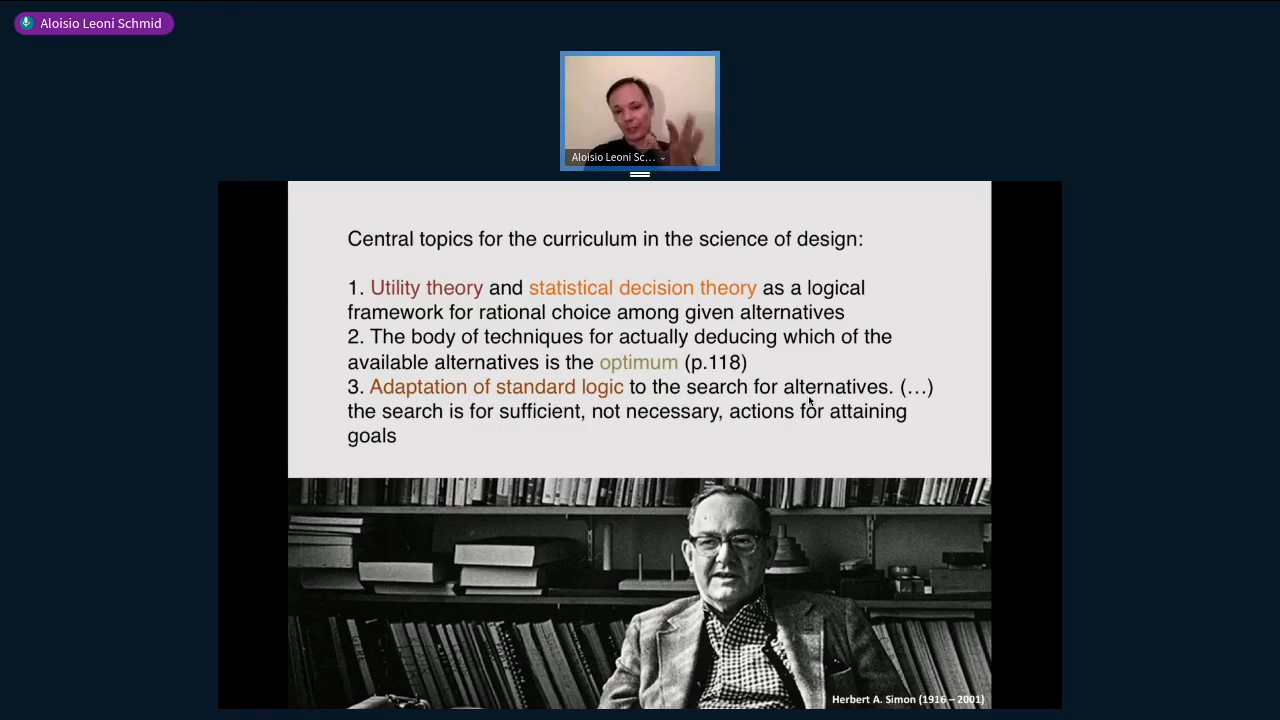 Aloisio Leoni Schmid
Aloisio Leoni Sc...
Central topics for the curriculum in the science of design:
1. Utility theory and statistical decision theory as a logical
framework for rational choice among given alternatives
2. The body of techniques for actually deducing which of the
available alternatives is the optimum (p.118)
3. Adaptation of standard logic to the search for alternatives. (…)
the search is for sufficient, not necessary, actions for attaining
goals
Herbert A. Simon (1916 – 2001)